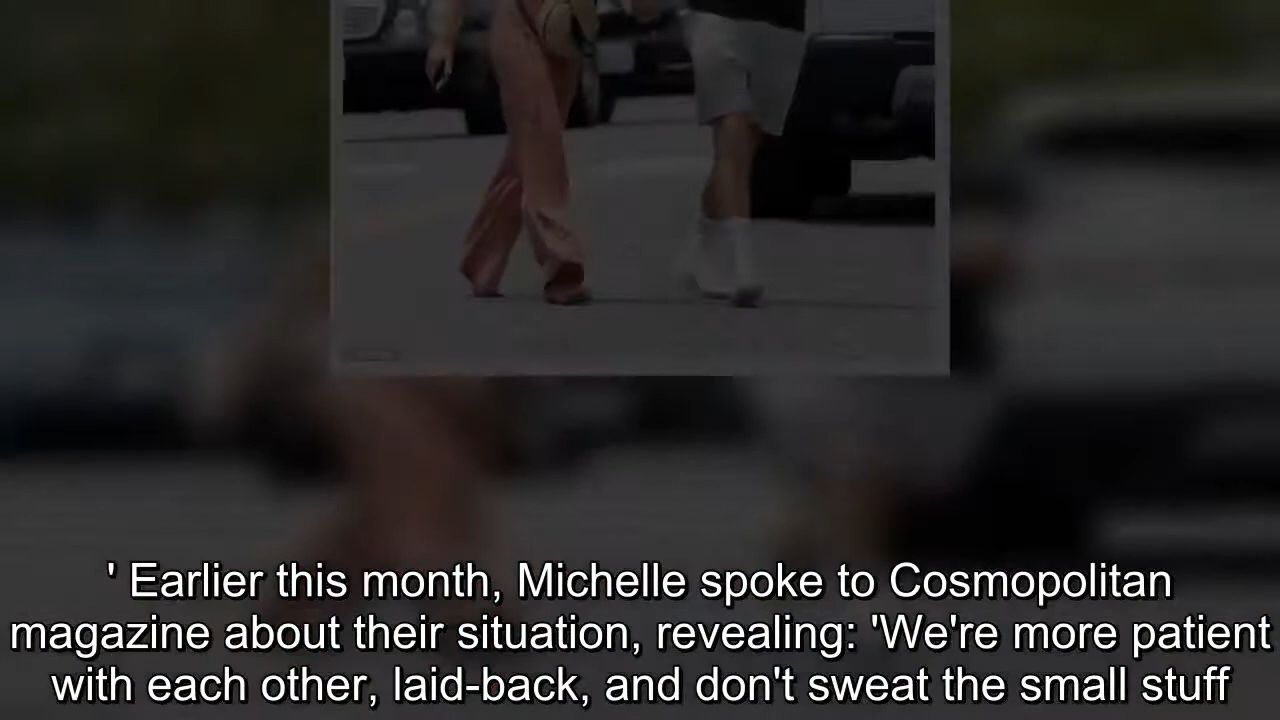 ' Earlier this month, Michelle spoke to Cosmopolitan
magazine about their situation, revealing: 'We're more patient
with each other, laid-back, and don't sweat the small stuff